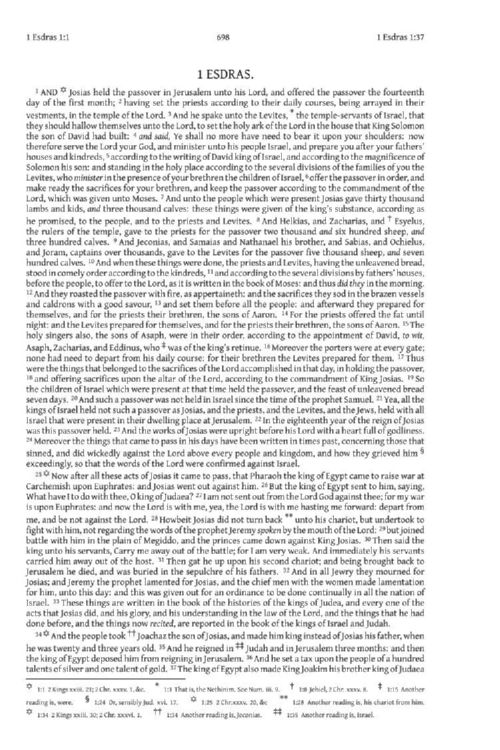 1 Esdras 1:1 698 1 Esdras 1:37
1 ESDRAS.
1 AND ✡ Josias held the passover in Jerusalem unto his Lord, and offered the passover the fourteenth
day of the first month; 2 having set the priests according to their daily courses, being arrayed in their
vestments, in the temple of the Lord. 3 And he spake unto the Levites, * the temple-servants of Israel, that
they should hallow themselves unto the Lord, to set the holy ark of the Lord in the house that King Solomon
the son of David had built: 4 and said, Ye shall no more have need to bear it upon your shoulders: now
therefore serve the Lord your God, and minister unto his people Israel, and prepare you after your fathers'
houses and kindreds, 5 according to the writing of David king of Israel, and according to the magnificence of
Solomon his son: and standing in the holy place according to the several divisions of the families of you the
Levites, who minister in the presence of your brethren the children of Israel, 6 offer the passover in order, and
make ready the sacrifices for your brethren, and keep the passover according to the commandment of the
Lord, which was given unto Moses. 7 And unto the people which were present Josias gave thirty thousand
lambs and kids, and three thousand calves: these things were given of the king's substance, according as
he promised, to the people, and to the priests and Levites. 8 And Helkias, and Zacharias, and † Esyelus,
the rulers of the temple, gave to the priests for the passover two thousand and six hundred sheep, and
three hundred calves. 9 And Jeconias, and Samaias and Nathanael his brother, and Sabias, and Ochielus,
and Joram, captains over thousands, gave to the Levites for the passover five thousand sheep, and seven
hundred calves. 10 And when these things were done, the priests and Levites, having the unleavened bread,
stood in comely order according to the kindreds, 11 and according to the several divisions by fathers' houses,
before the people, to offer to the Lord, as it is written in the book of Moses: and thus did they in the morning.
12 And they roasted the passover with fire, as appertaineth: and the sacrifices they sod in the brazen vessels
and caldrons with a good savour, 13 and set them before all the people: and afterward they prepared for
themselves, and for the priests their brethren, the sons of Aaron. 14 For the priests offered the fat until
night: and the Levites prepared for themselves, and for the priests their brethren, the sons of Aaron. 15 The
holy singers also, the sons of Asaph, were in their order, according to the appointment of David, to wit,
Asaph, Zacharias, and Eddinus, who ‡ was of the king's retinue. 16 Moreover the porters were at every gate;
none had need to depart from his daily course: for their brethren the Levites prepared for them. 17 Thus
were the things that belonged to the sacrifices of the Lord accomplished in that day, in holding the passover,
18 and offering sacrifices upon the altar of the Lord, according to the commandment of King Josias. 19 So
the children of Israel which were present at that time held the passover, and the feast of unleavened bread
seven days. 20 And such a passover was not held in Israel since the time of the prophet Samuel. 21 Yea, all the
kings of Israel held not such a passover as Josias, and the priests, and the Levites, and the Jews, held with all
Israel that were present in their dwelling place at Jerusalem. 22 In the eighteenth year of the reign of Josias
was this passover held. 23 And the works of Josias were upright before his Lord with a heart full of godliness.
24 Moreover the things that came to pass in his days have been written in times past, concerning those that
sinned, and did wickedly against the Lord above every people and kingdom, and how they grieved him §
exceedingly, so that the words of the Lord were confirmed against Israel.
25 ✡ Now after all these acts of Josias it came to pass, that Pharaoh the king of Egypt came to raise war at
Carchemish upon Euphrates: and Josias went out against him. 26 But the king of Egypt sent to him, saying,
What have I to do with thee, O king of Judaea? 27 I am not sent out from the Lord God against thee; for my war
is upon Euphrates: and now the Lord is with me, yea, the Lord is with me hasting me forward: depart from
me, and be not against the Lord. 28 Howbeit Josias did not turn back ** unto his chariot, but undertook to
fight with him, not regarding the words of the prophet Jeremy spoken by the mouth of the Lord: 29 but joined
battle with him in the plain of Megiddo, and the princes came down against King Josias. 30 Then said the
king unto his servants, Carry me away out of the battle; for I am very weak. And immediately his servants
carried him away out of the host. 31 Then gat he up upon his second chariot; and being brought back to
Jerusalem he died, and was buried in the sepulchre of his fathers. 32 And in all Jewry they mourned for
Josias; and Jeremy the prophet lamented for Josias, and the chief men with the women made lamentation
for him, unto this day: and this was given out for an ordinance to be done continually in all the nation of
Israel. 33 These things are written in the book of the histories of the kings of Judea, and every one of the
acts that Josias did, and his glory, and his understanding in the law of the Lord, and the things that he had
done before, and the things now recited, are reported in the book of the kings of Israel and Judah.
34 ✡ And the people took †† Joachaz the son of Josias, and made him king instead of Josias his father, when
he was twenty and three years old. 35 And he reigned in ‡‡ Judah and in Jerusalem three months: and then
the king of Egypt deposed him from reigning in Jerusalem. 36 And he set a tax upon the people of a hundred
talents of silver and one talent of gold. 37 The king of Egypt also made King Joakim his brother king of Judaea
✡ 1:1 2 Kings xxiii. 21; 2 Chr. xxxv. 1, &c. * 1:3 That is, the Nethinim. See Num. iii. 9. † 1:8 Jehiel, 2 Chr. xxxv. 8. ‡ 1:15 Another
reading is, were. § 1:24 Or, sensibly Jud. xvi. 17. ✡ 1:25 2 Chr. xxxv. 20, &c ** 1:28 Another reading is, his chariot from him.
✡ 1:34 2 Kings xxiii. 30; 2 Chr. xxxvi. 1. †† 1:34 Another reading is, Jeconias. ‡‡ 1:35 Another reading is, Israel.